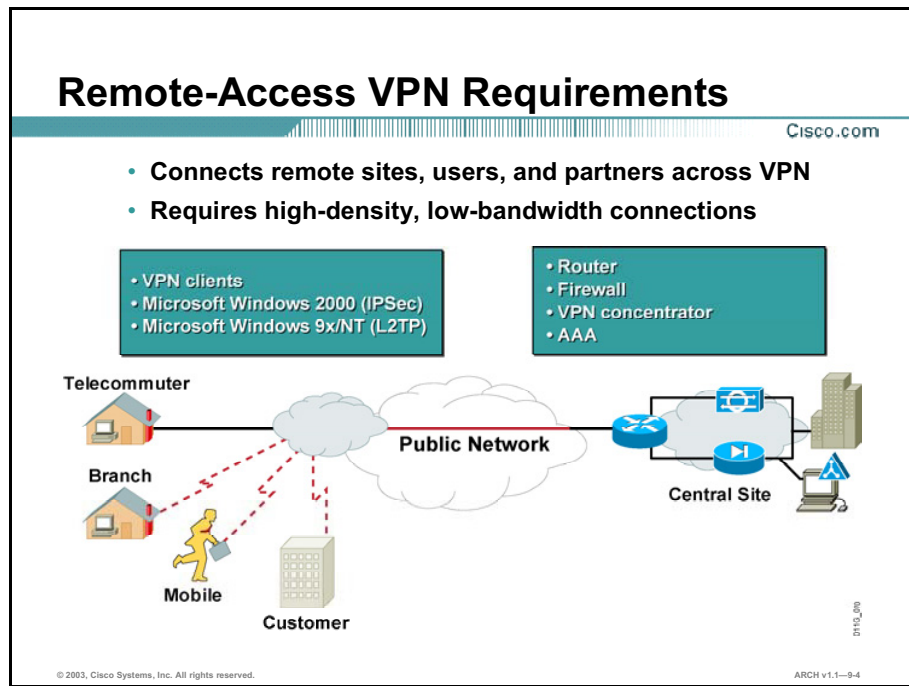 Remote-Access VPN Requirements
Cisco.com
• Connects remote sites, users, and partners across VPN
• Requires high-density, low-bandwidth connections
• VPN clients
• Microsoft Windows 2000 (IPSec)
• Microsoft Windows 9x/NT (L2TP)
• Router
• Firewall
• VPN concentrator
• AAA
Telecommuter
Public Network
Branch
Central Site
Mobile
Customer
© 2003, Cisco Systems, Inc. All rights reserved.
ARCH v1.1—9-4